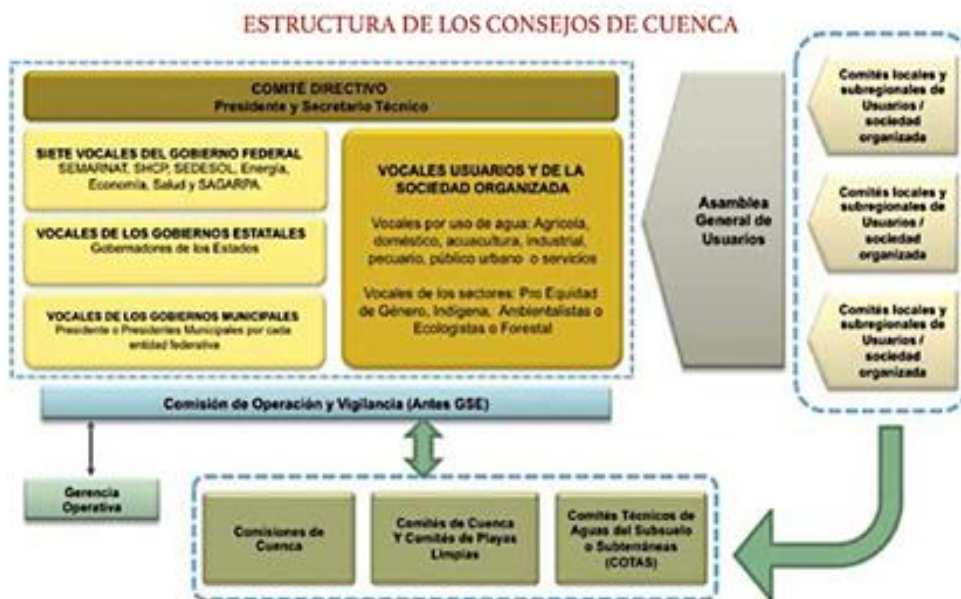 ESTRUCTURA DE LOS CONSEJOS DE CUENCA
COMITÉ DIRECTIVO
Presidente y Secretario Técnico
SIETE VOCALES DEL GOBIERNO FEDERAL
SEMARNAT, SHCP, SEDESOL, Energía,
Economía, Salud y SAGARPA.
VOCALES DE LOS GOBIERNOS ESTATALES
Gobernadores de los Estados
VOCALES DE LOS GOBIERNOS MUNICIPALES
Presidente o Presidentes Municipales por cada
entidad federativa
VOCALES USUARIOS Y DE LA
SOCIEDAD ORGANIZADA
Vocales por uso de agua: Agrícola,
doméstico, acuacultura, industrial,
pecuario, público urbano o servicios
Vocales de los sectores: Pro Equidad
de Género, Indígena, Ambientalistas o
Ecologistas o Forestal
Asamblea
General de
Usuarios
Comités locales y
subregionales de
Usuarios /
sociedad
organizada
Comités locales y
subregionales de
Usuarios /
sociedad
organizada
Comités locales y
subregionales de
Usuarios /
sociedad
organizada
Comisión de Operación y Vigilancia (Antes GSE)
Gerencia
Operativa
Comisiones de
Cuenca
Comités de Cuenca
Y Comités de Playas
Limpias
Comités Técnicos de
Aguas del Subsuelo
o Subterráneas
(COTAS)